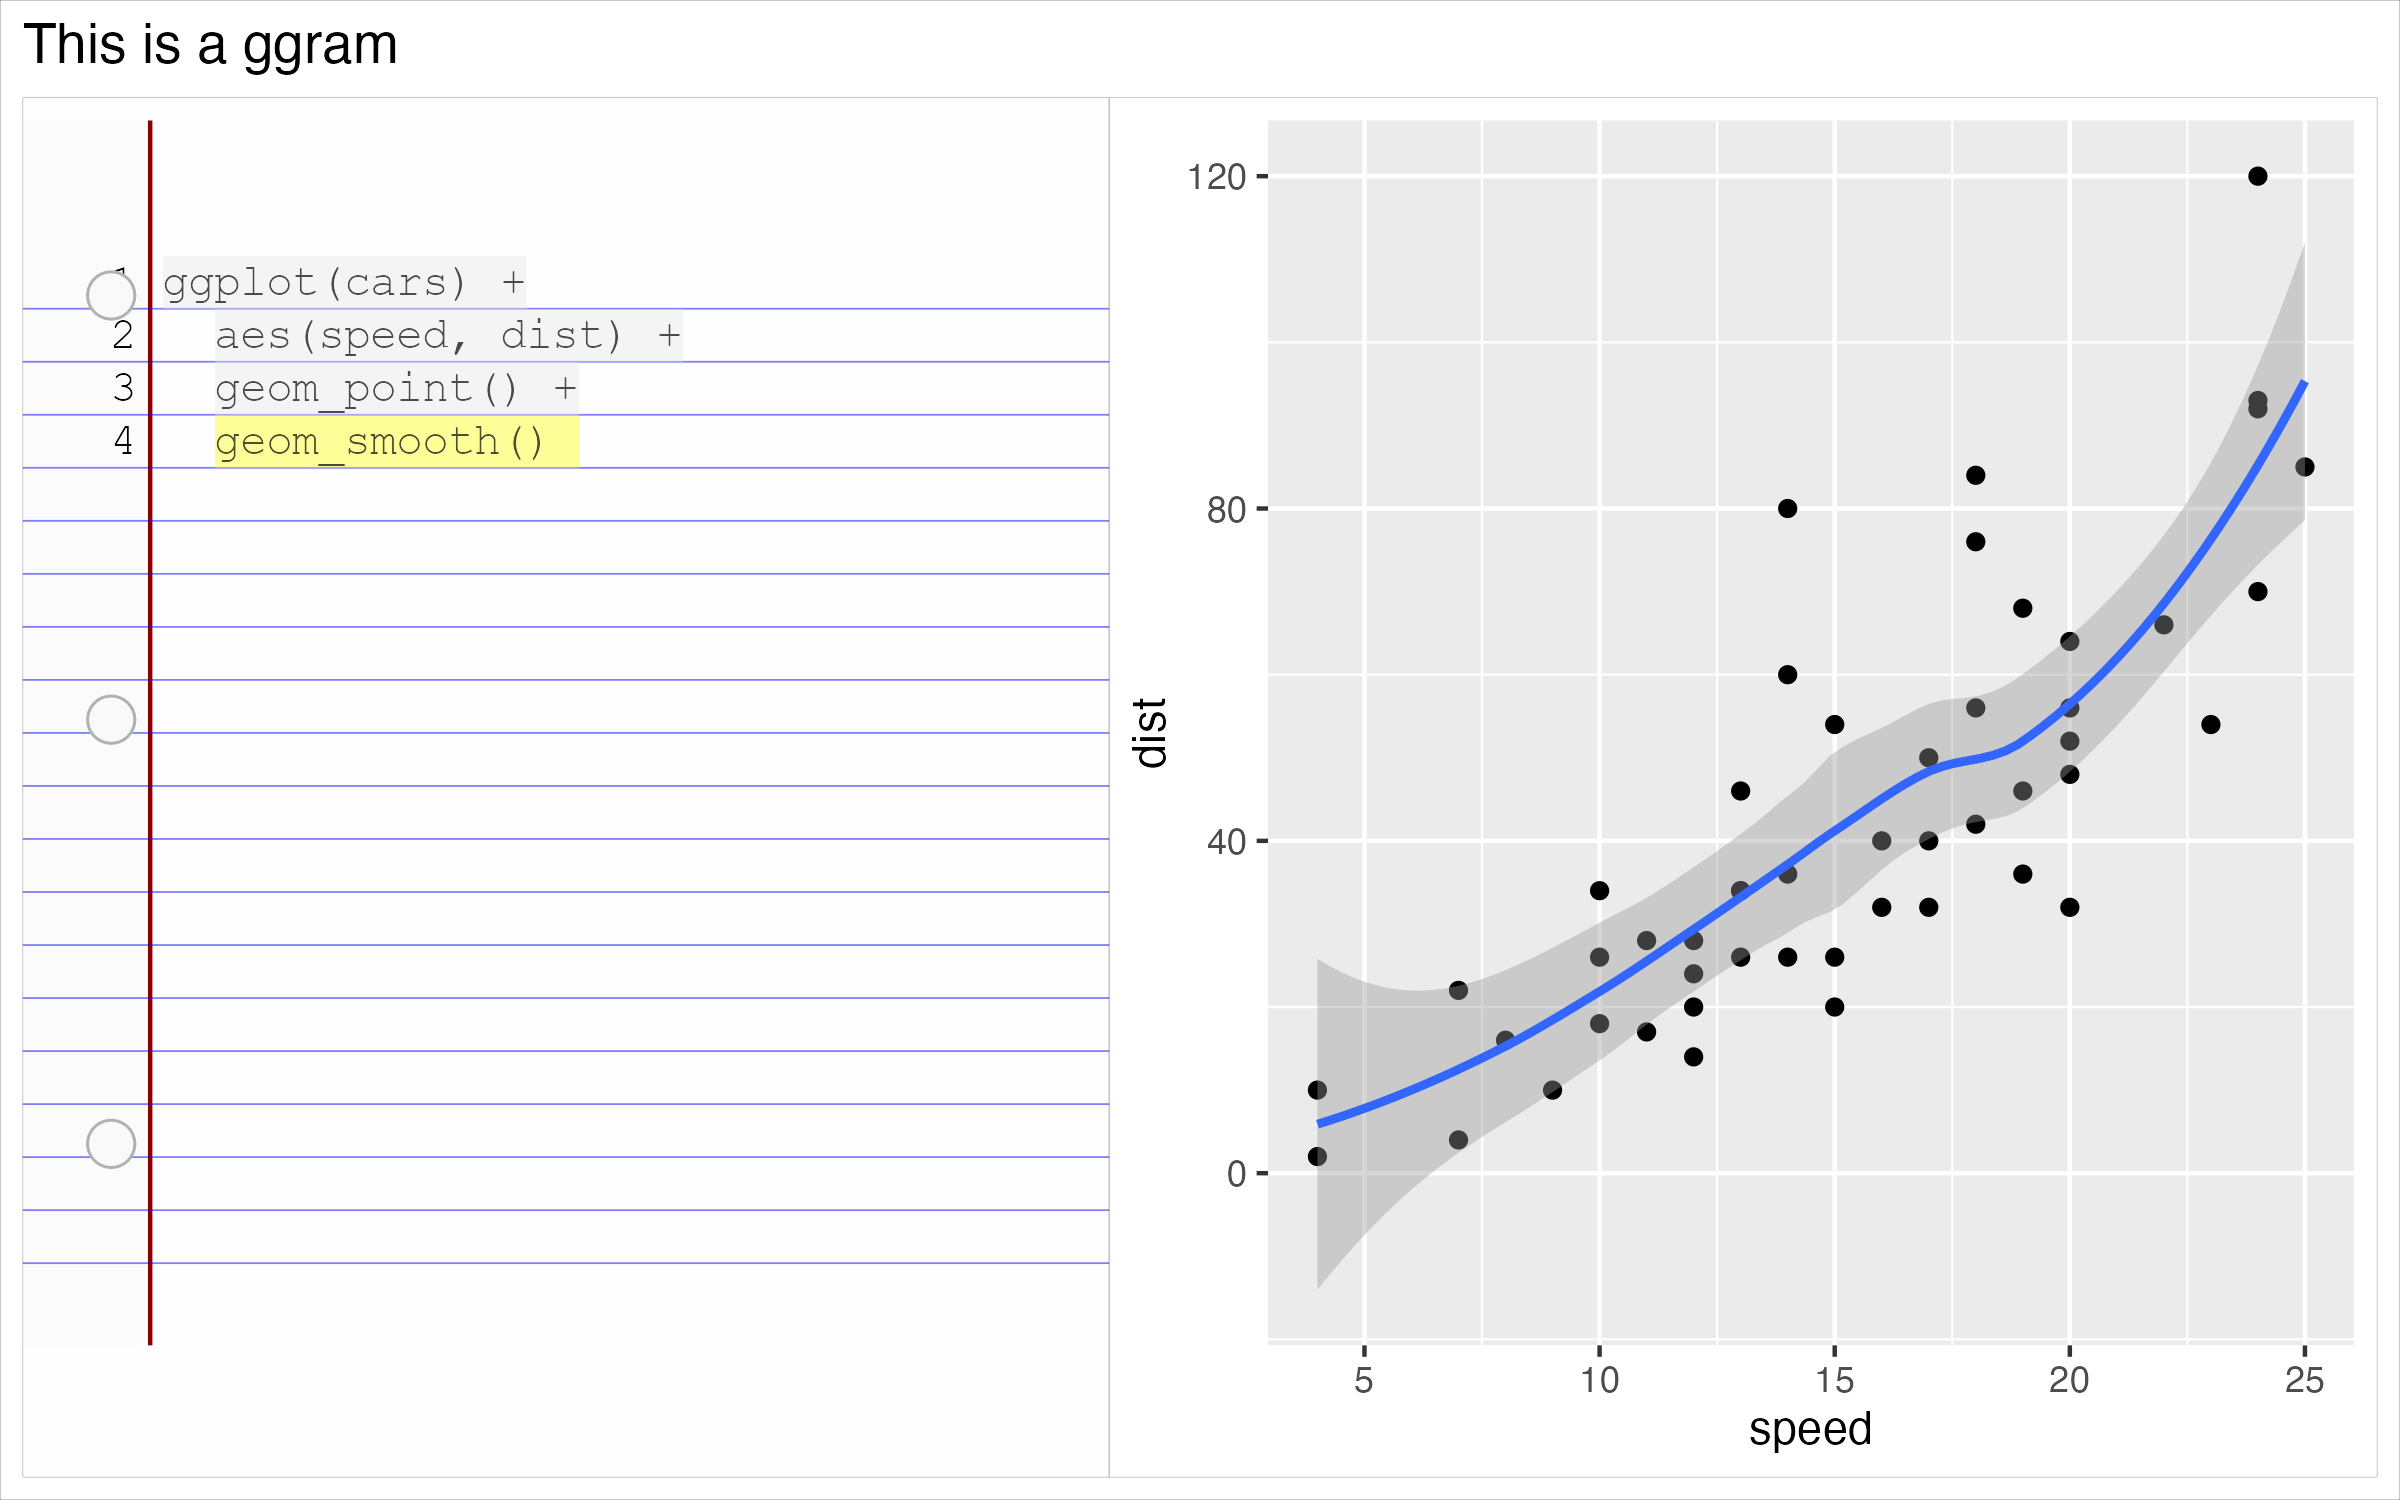 This is a ggram
1 ggplot(cars) +
2 aes(speed, dist) +
3 geom_point() +
4 geom_smooth()
120
80
40
0
dist
5 10 15 20 25
speed